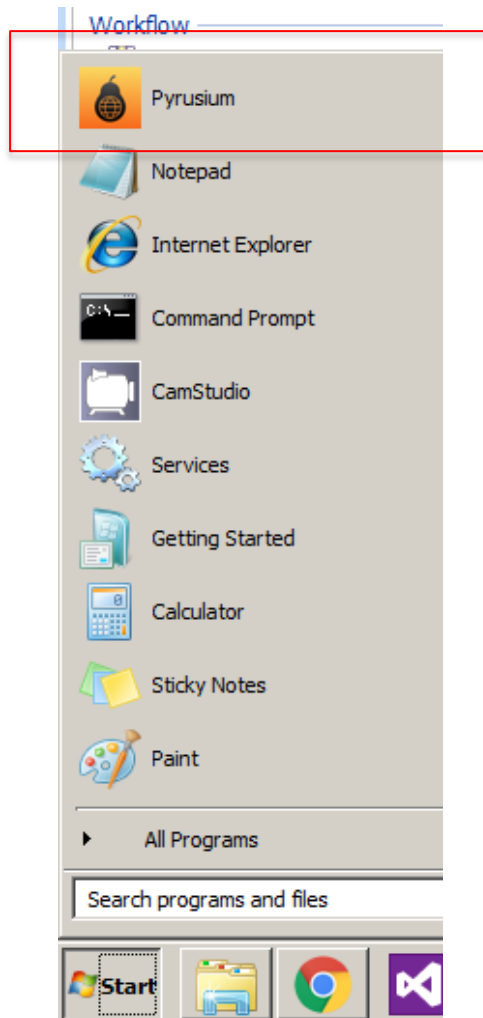 Workflow
Pyrusium
Notepad
Internet Explorer
C:\_
Command Prompt
CamStudio
Services
Getting Started
0
Calculator
Sticky Notes
Paint
All Programs
Search programs and files
Start